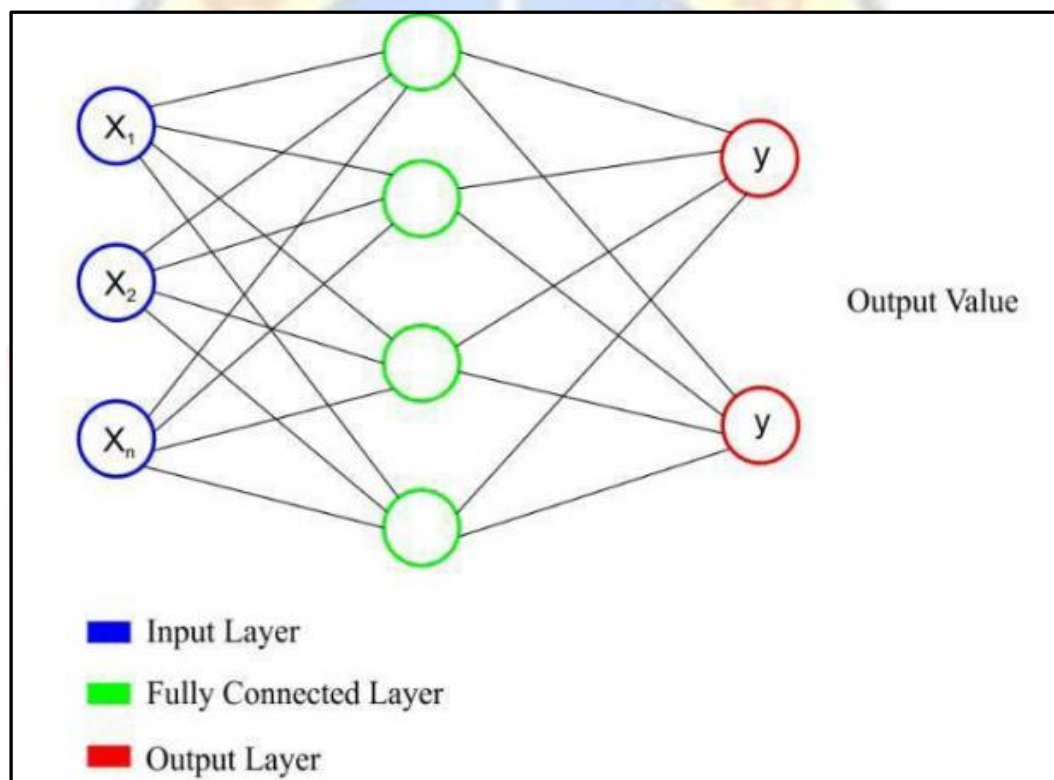 X₁
y
X₂
Output Value
y
Xₙ
Input Layer
Fully Connected Layer
Output Layer